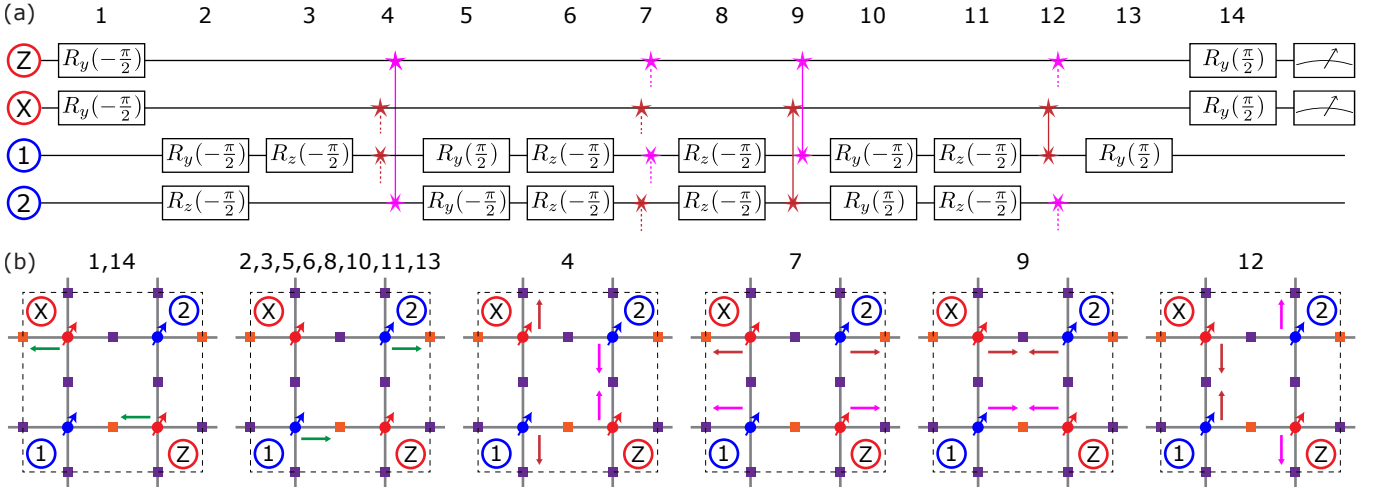 (a) 1 2 3 4 5 6 7 8 9 10 11 12 13 14
Z R_y(−π/2) R_y(π/2)
X R_y(−π/2) R_y(π/2)
1 R_y(−π/2) R_z(−π/2) R_y(π/2) R_z(−π/2) R_z(−π/2) R_y(−π/2) R_z(−π/2) R_y(π/2)
2 R_z(−π/2) R_y(−π/2) R_z(−π/2) R_z(−π/2) R_y(π/2) R_z(−π/2)
(b) 1,14 2,3,5,6,8,10,11,13 4 7 9 12
X 2 X 2 X 2 X 2 X 2 X 2
1 Z 1 Z 1 Z 1 Z 1 Z 1 Z